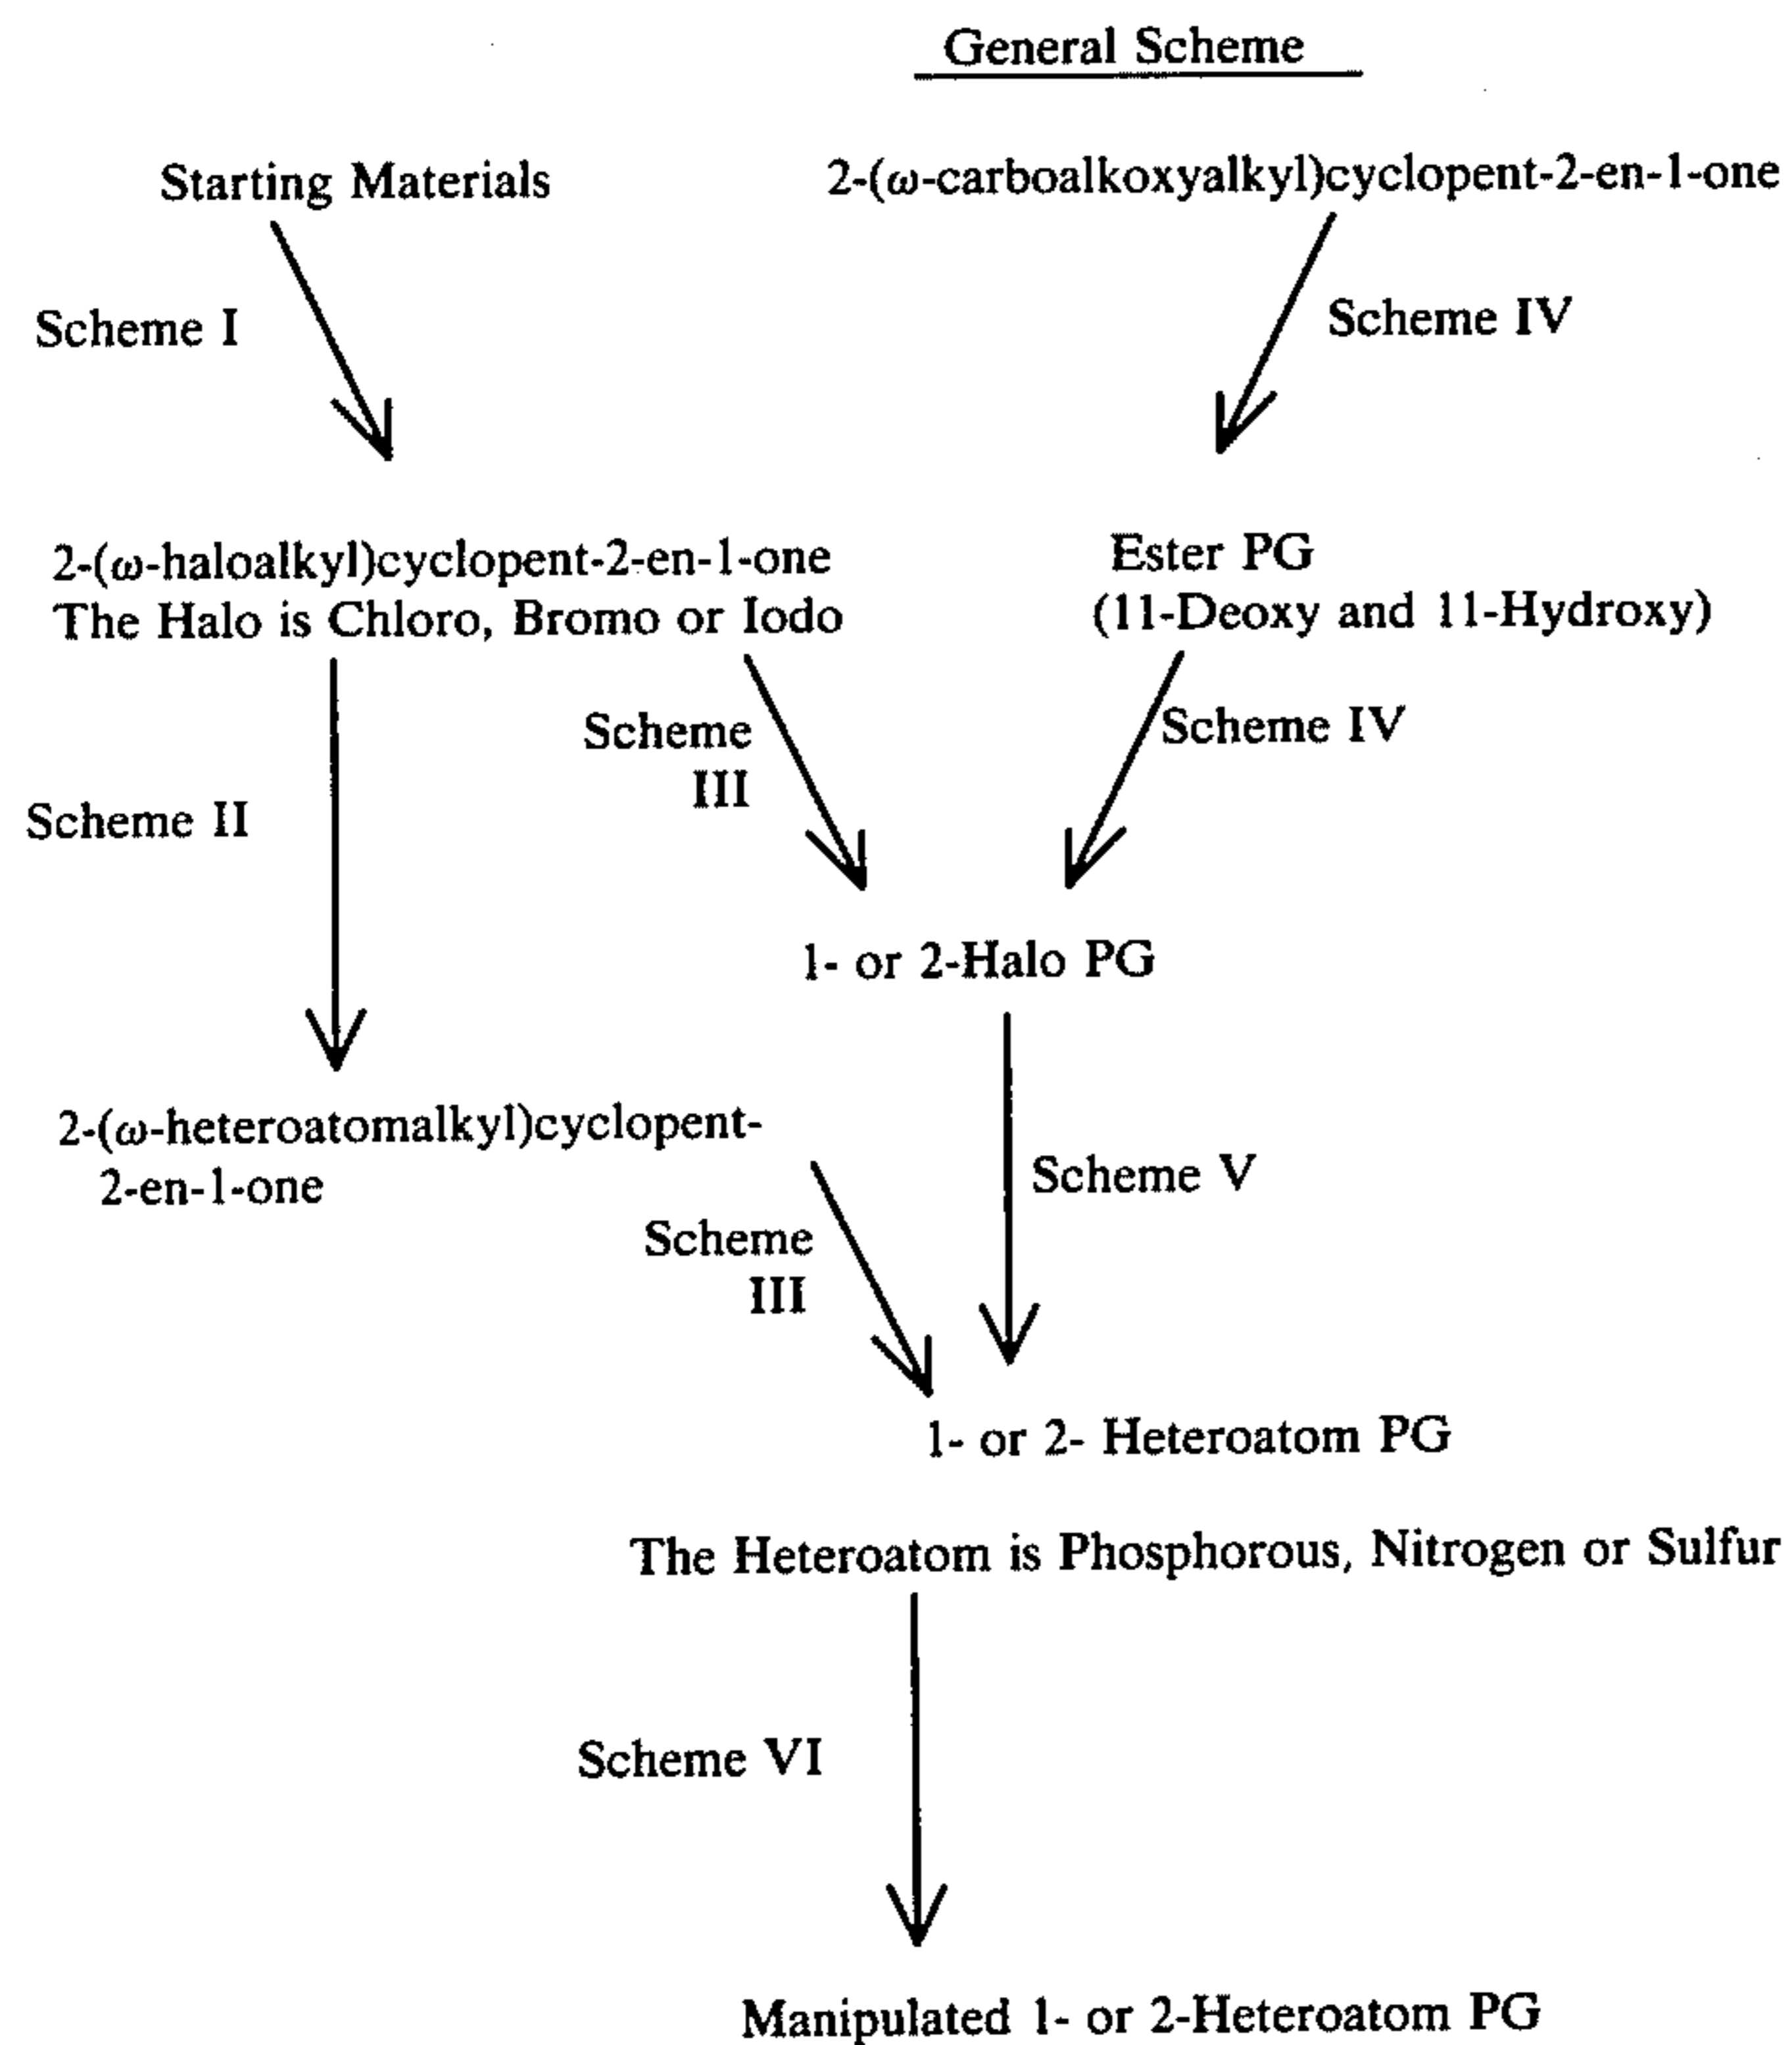 General Scheme
Starting Materials
2-(ω-carboalkoxyalkyl)cyclopent-2-en-1-one
Scheme I
Scheme IV
2-(ω-haloalkyl)cyclopent-2-en-1-one
The Halo is Chloro, Bromo or Iodo
Ester PG
(11-Deoxy and 11-Hydroxy)
Scheme II
Scheme
III
Scheme IV
1- or 2-Halo PG
2-(ω-heteroatomalkyl)cyclopent-
2-en-1-one
Scheme
III
Scheme V
1- or 2- Heteroatom PG
The Heteroatom is Phosphorous, Nitrogen or Sulfur
Scheme VI
Manipulated 1- or 2-Heteroatom PG